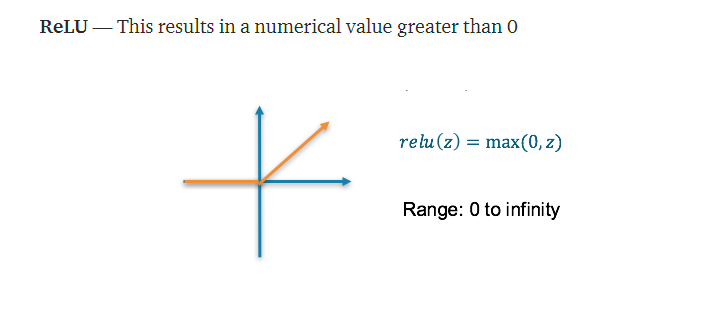 ReLU — This results in a numerical value greater than 0
relu(z) = max(0, z)
Range: 0 to infinity